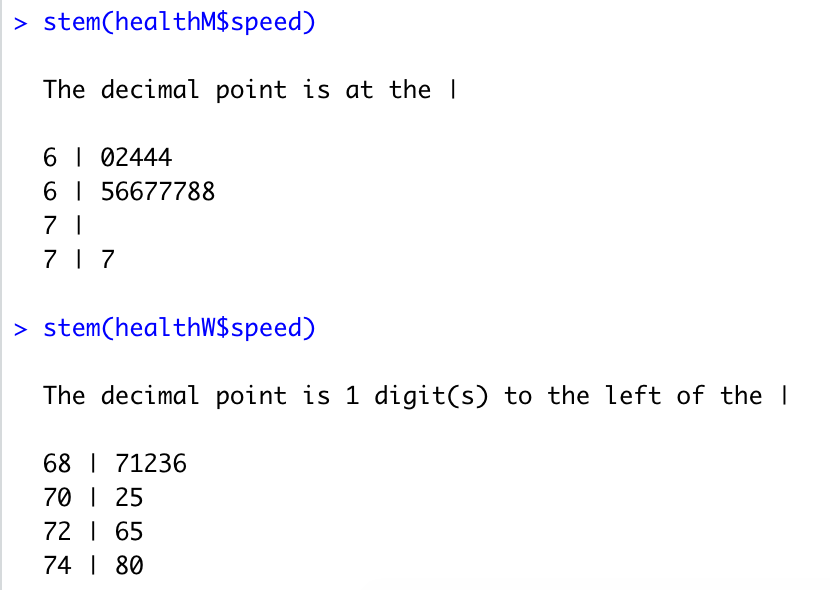 > stem(healthM$speed)
The decimal point is at the |
6 | 02444
6 | 56677788
7 |
7 | 7
> stem(healthW$speed)
The decimal point is 1 digit(s) to the left of the |
68 | 71236
70 | 25
72 | 65
74 | 80